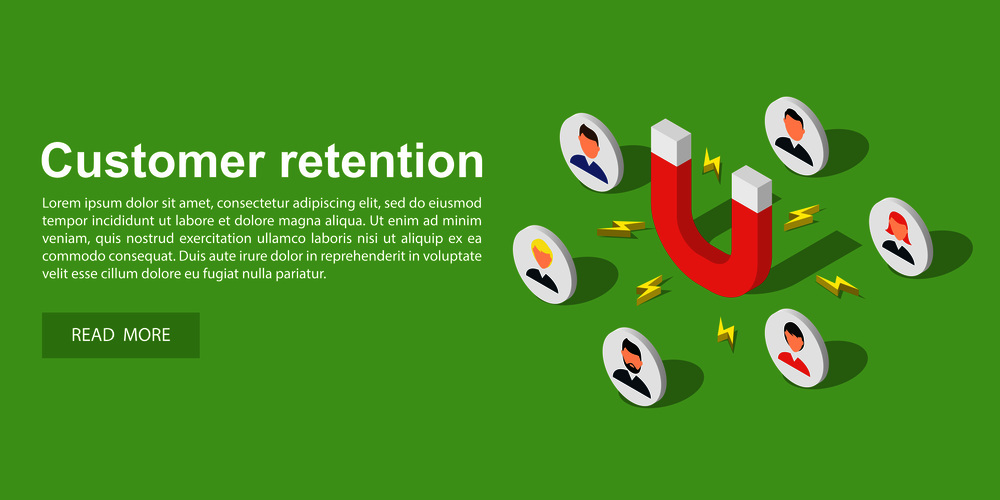 Customer retention
Lorem ipsum dolor sit amet, consectetur adipiscing elit, sed do eiusmod
tempor incididunt ut labore et dolore magna aliqua. Ut enim ad minim
veniam, quis nostrud exercitation ullamco laboris nisi ut aliquip ex ea
commodo consequat. Duis aute irure dolor in reprehenderit in voluptate
velit esse cillum dolore eu fugiat nulla pariatur.
READ MORE